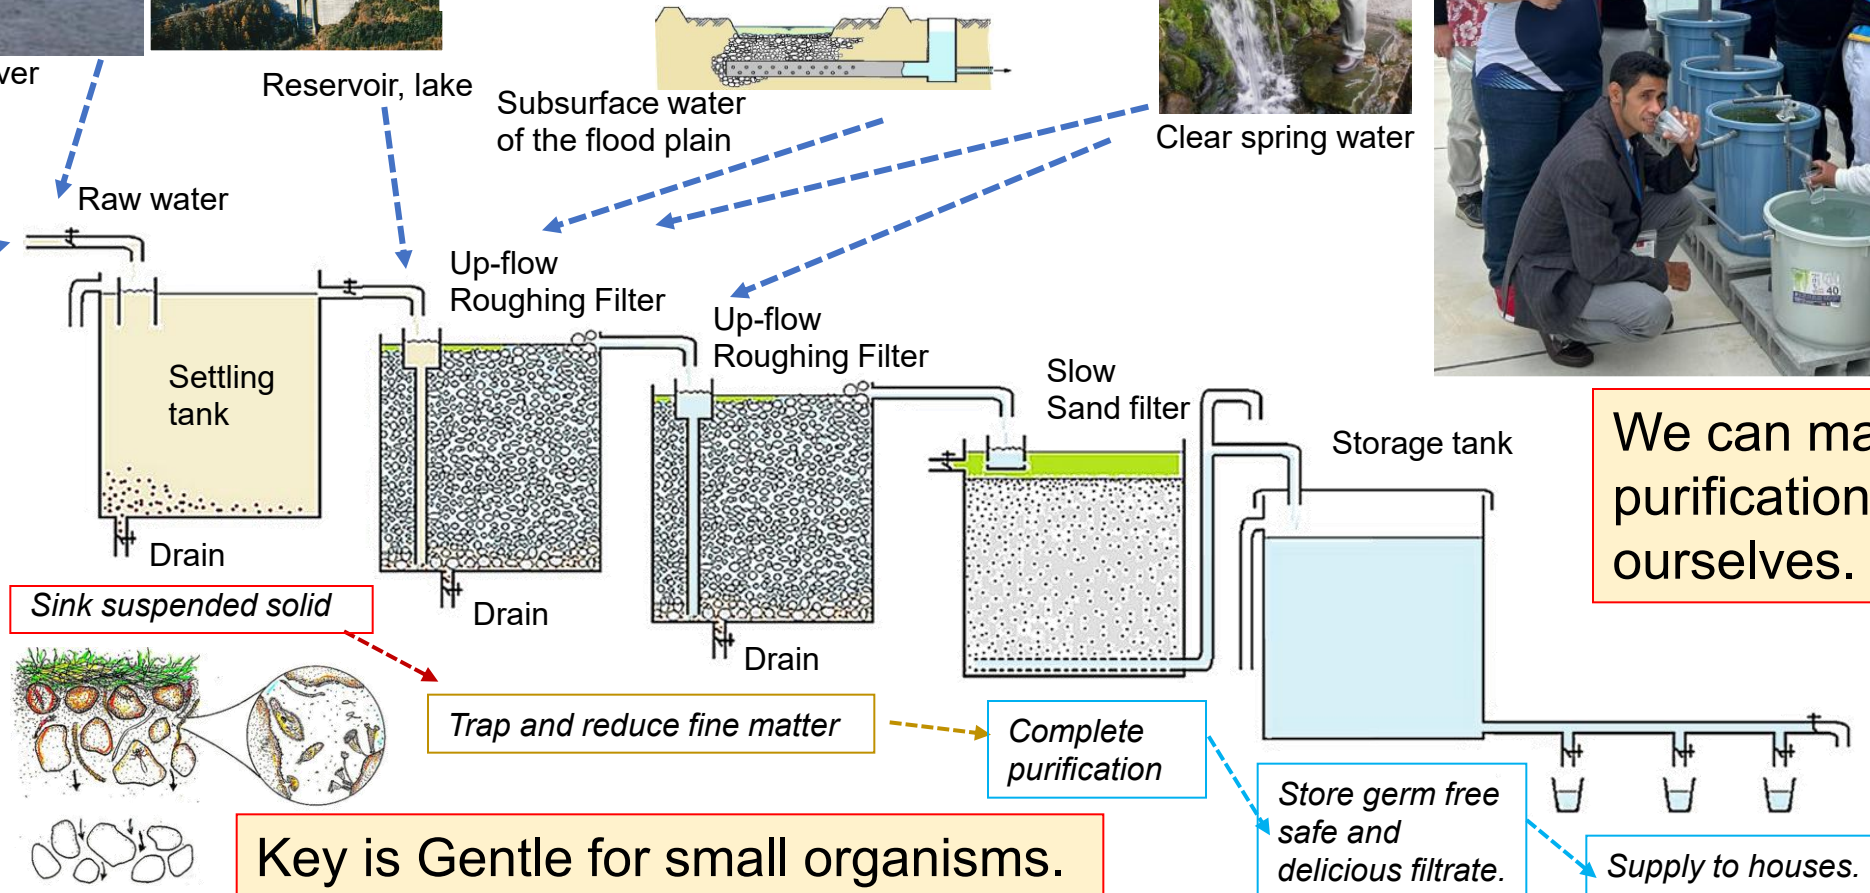 Reservoir, lake
Subsurface water
of the flood plain
Clear spring water
Raw water
Up-flow
Roughing Filter
Up-flow
Roughing Filter
Slow
Sand filter
Storage tank
Settling
tank
Drain
Drain
Drain
We can
purification
ourselves.
Sink suspended solid
Trap and reduce fine matter
Complete
purification
Store germ free
safe and
delicious filtrate.
Supply to houses.
Key is Gentle for small organisms.
40